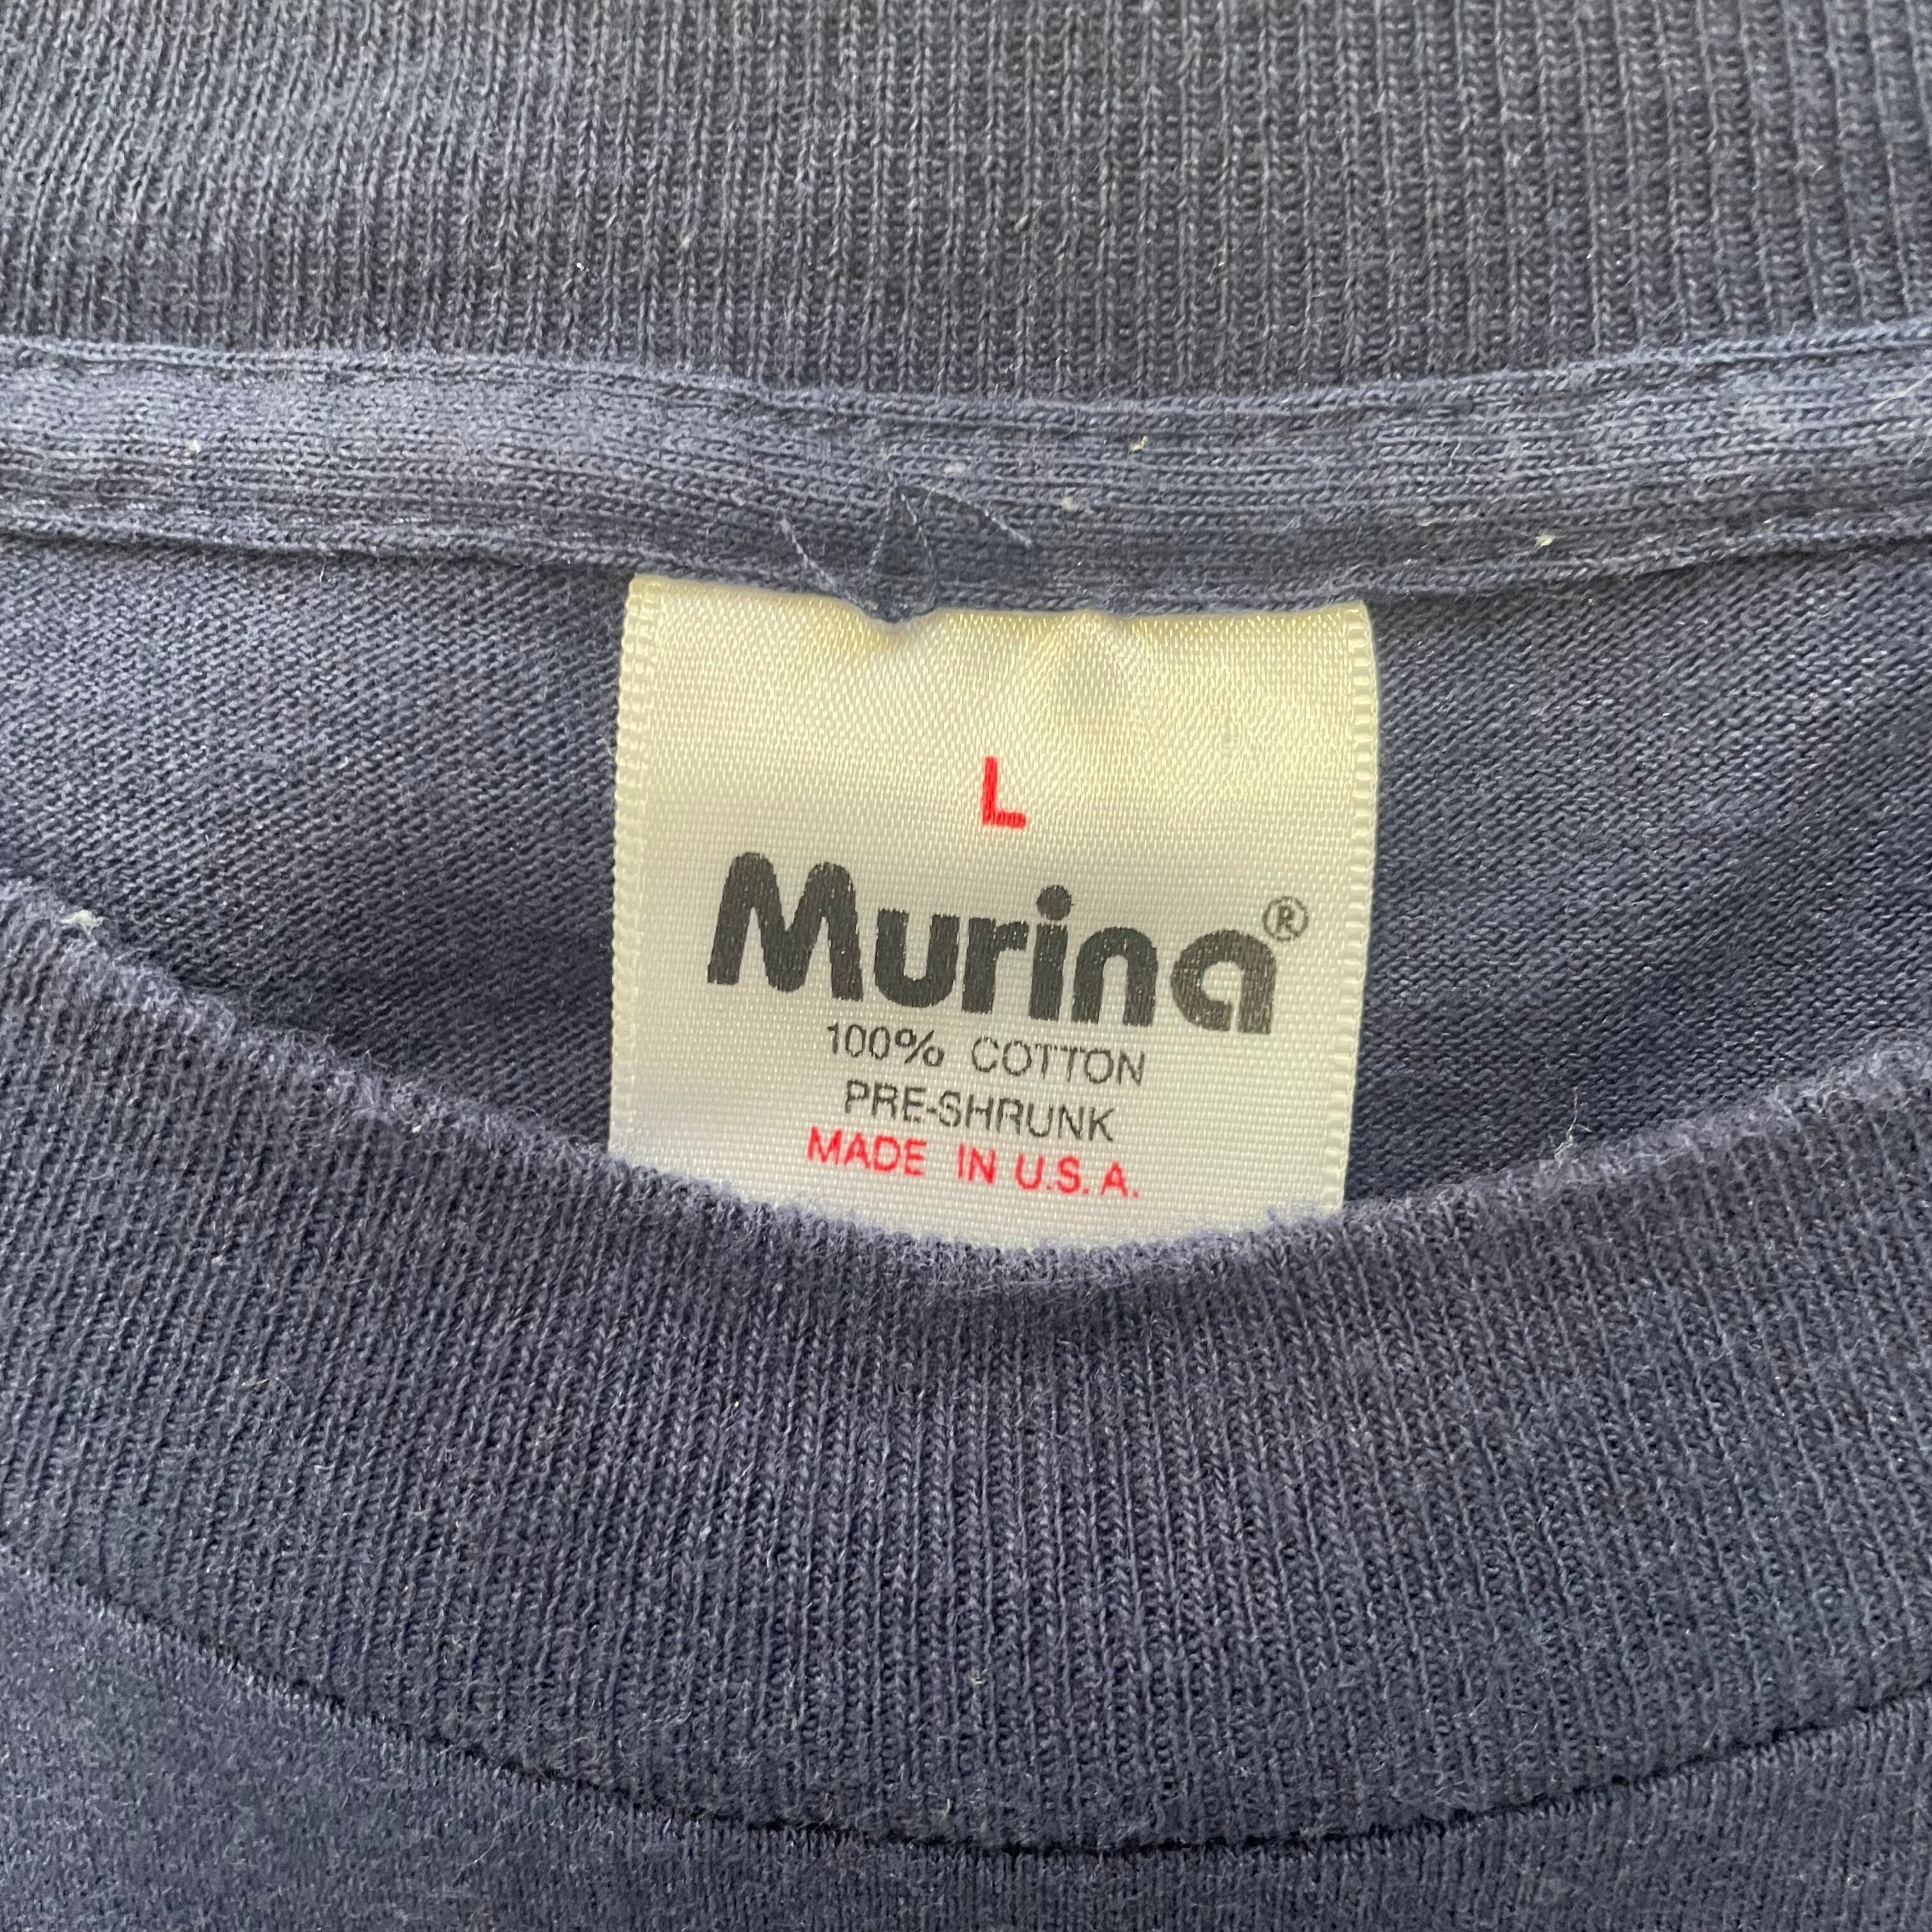 L
Murina®
100% COTTON
PRE-SHRUNK
MADE IN U.S.A.